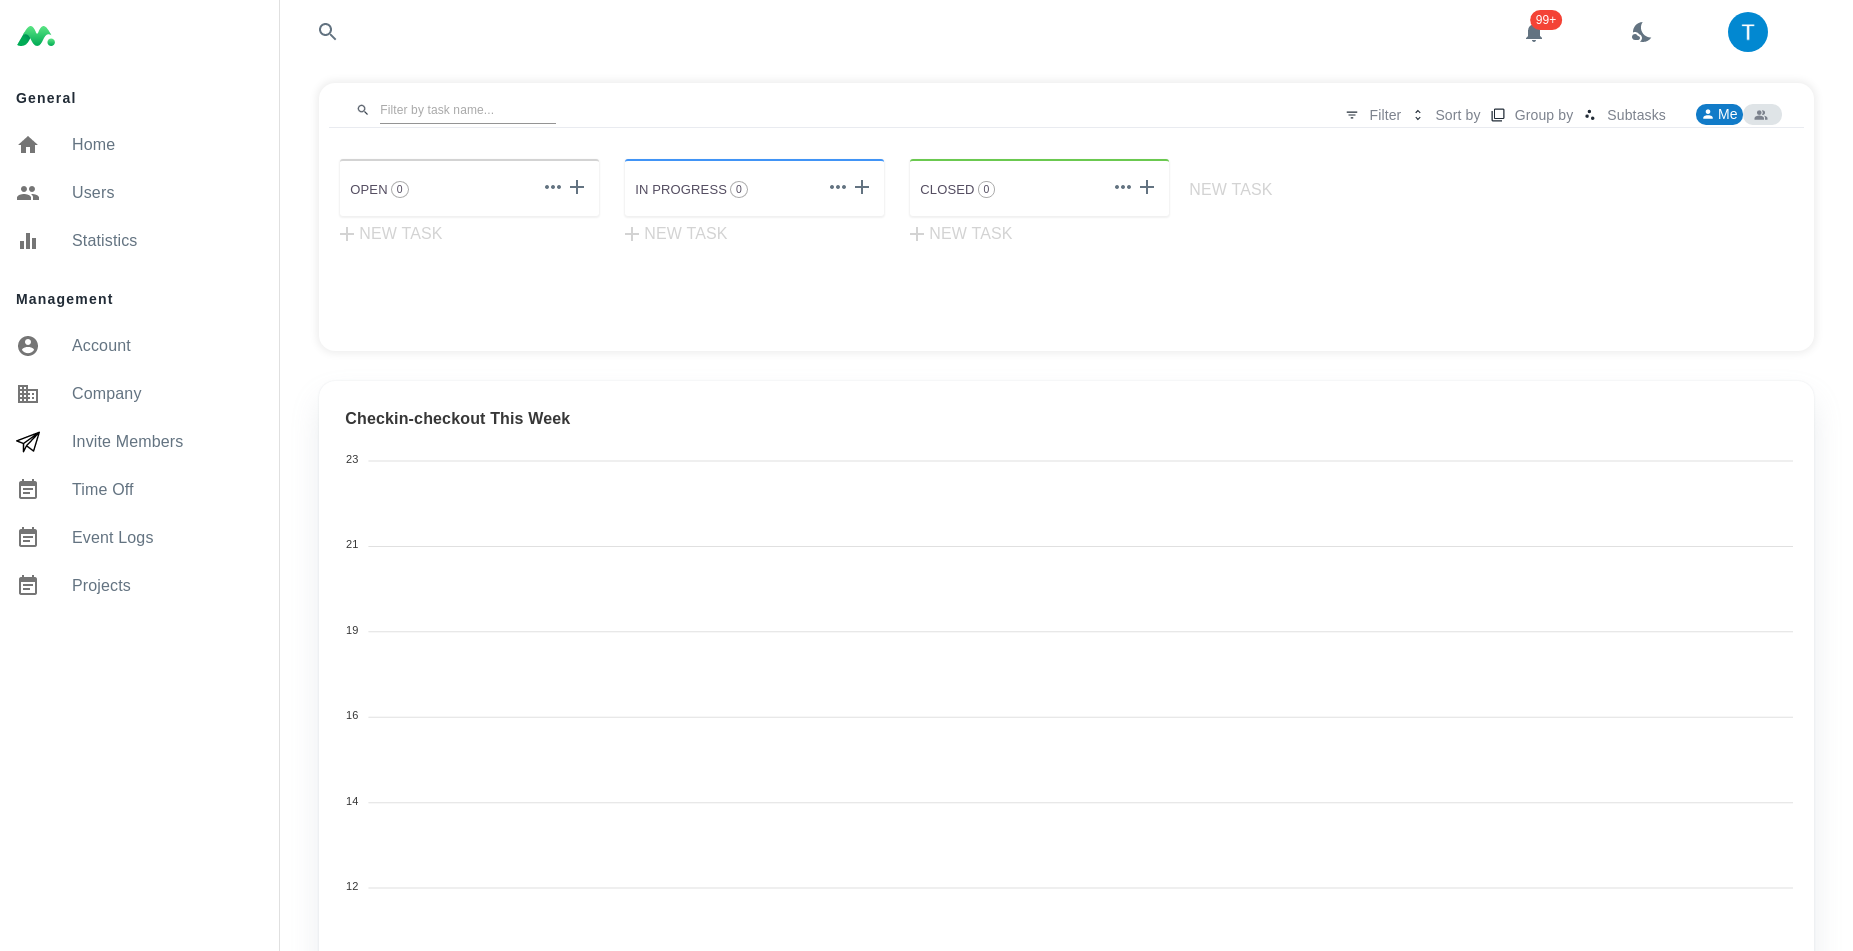 General
Home
Users
Statistics
Management
Account
Company
Invite Members
Time Off
Event Logs
Projects
99+
T
Filter by task name...
Filter
Sort by
Group by
Subtasks
Me
OPEN 0
NEW TASK
IN PROGRESS 0
NEW TASK
CLOSED 0
NEW TASK
NEW TASK
Checkin-checkout This Week
23
21
19
16
14
12